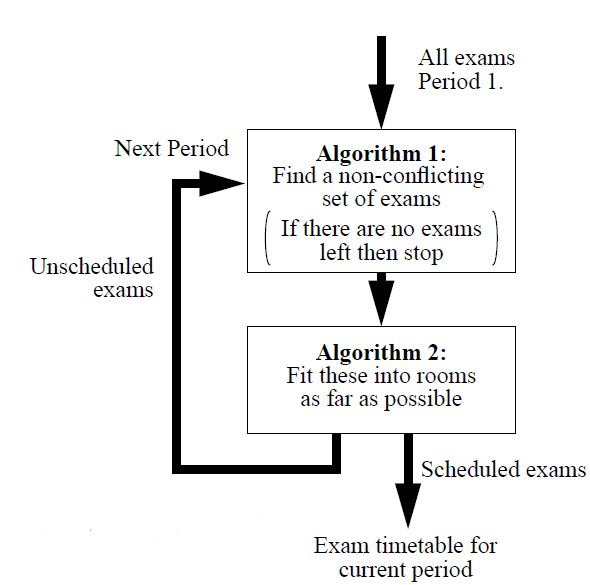 All exams
Period 1.
Next Period
Algorithm 1:
Find a non-conflicting
set of exams
( If there are no exams
left then stop )
Unscheduled
exams
Algorithm 2:
Fit these into rooms
as far as possible
Scheduled exams
Exam timetable for
current period